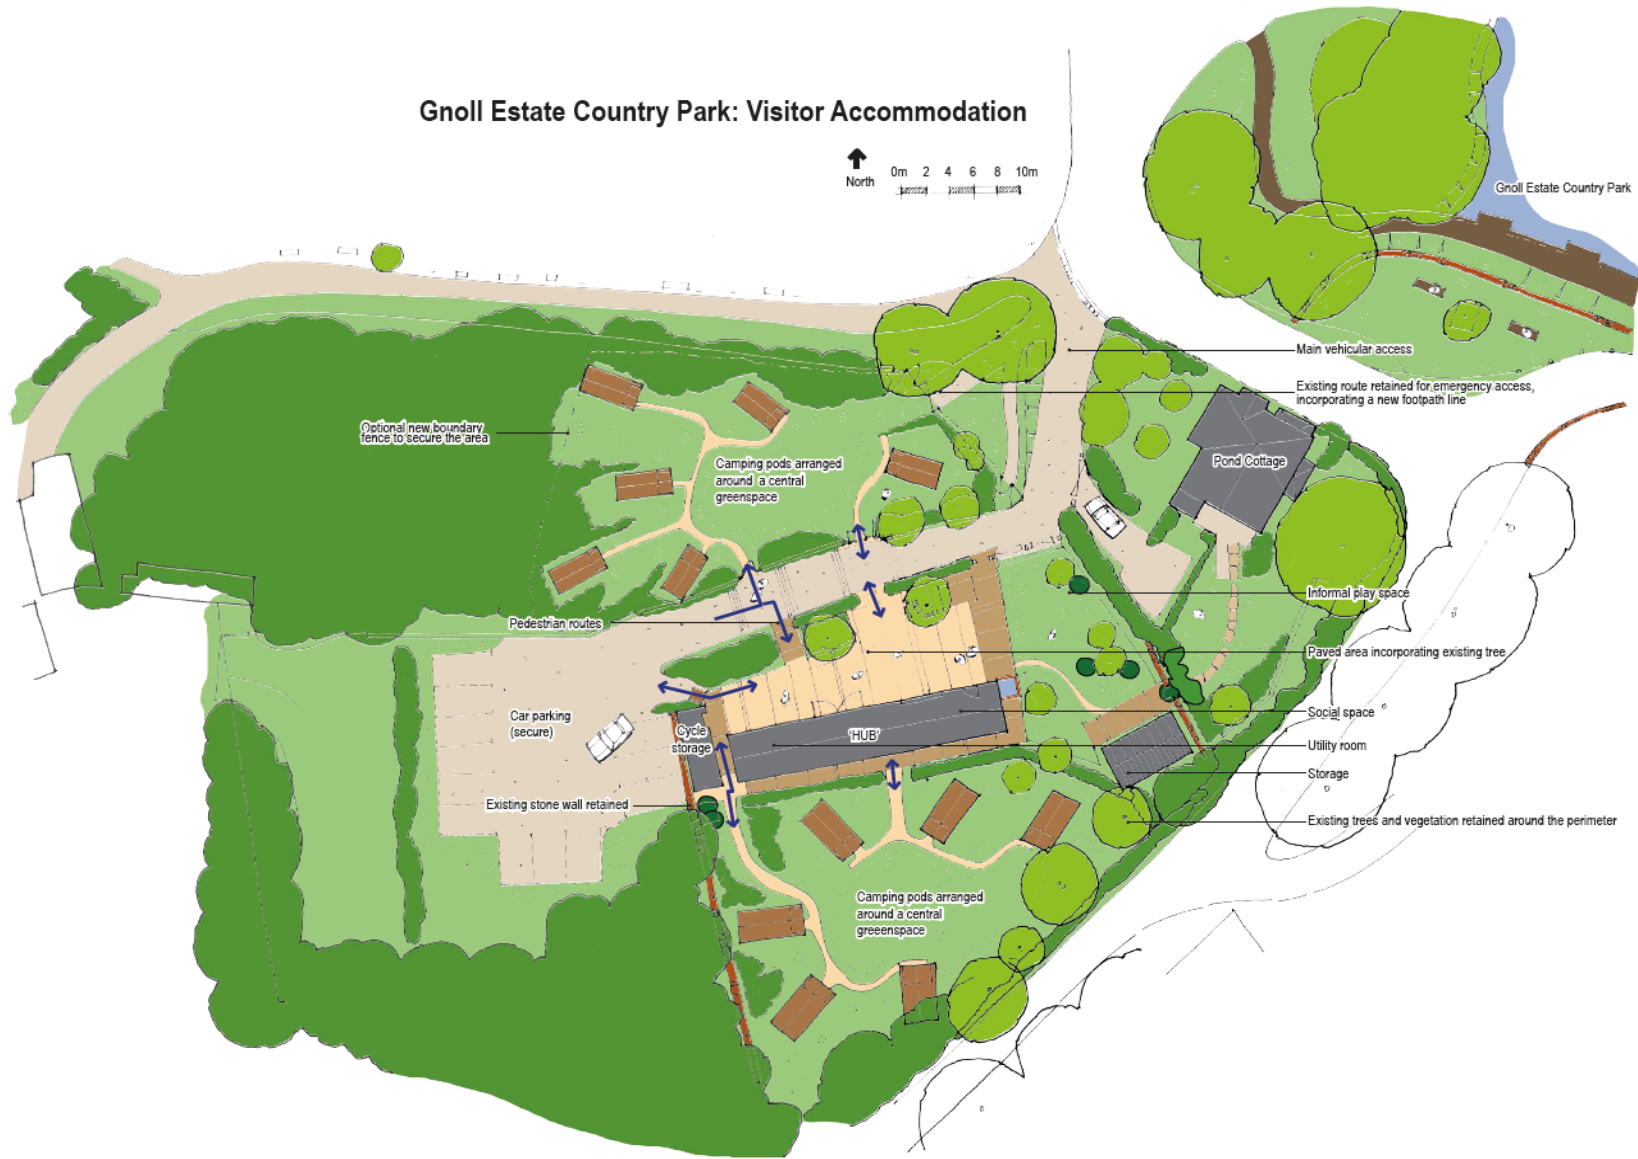 Gnoll Estate Country Park: Visitor Accommodation
North
0m 2 4 6 8 10m
Gnoll Estate Country Park
Main vehicular access
Existing route retained for emergency access,
incorporating a new footpath line
Optional new boundary
fence to secure the area
Camping pods arranged
around a central
greenspace
Pond Cottage
Informal play space
Pedestrian routes
Paved area incorporating existing tree
Car parking
(secure)
Cycle
storage
'HUB'
Social space
Utility room
Storage
Existing stone wall retained
Existing trees and vegetation retained around the perimeter
Camping pods arranged
around a central
greeenspace